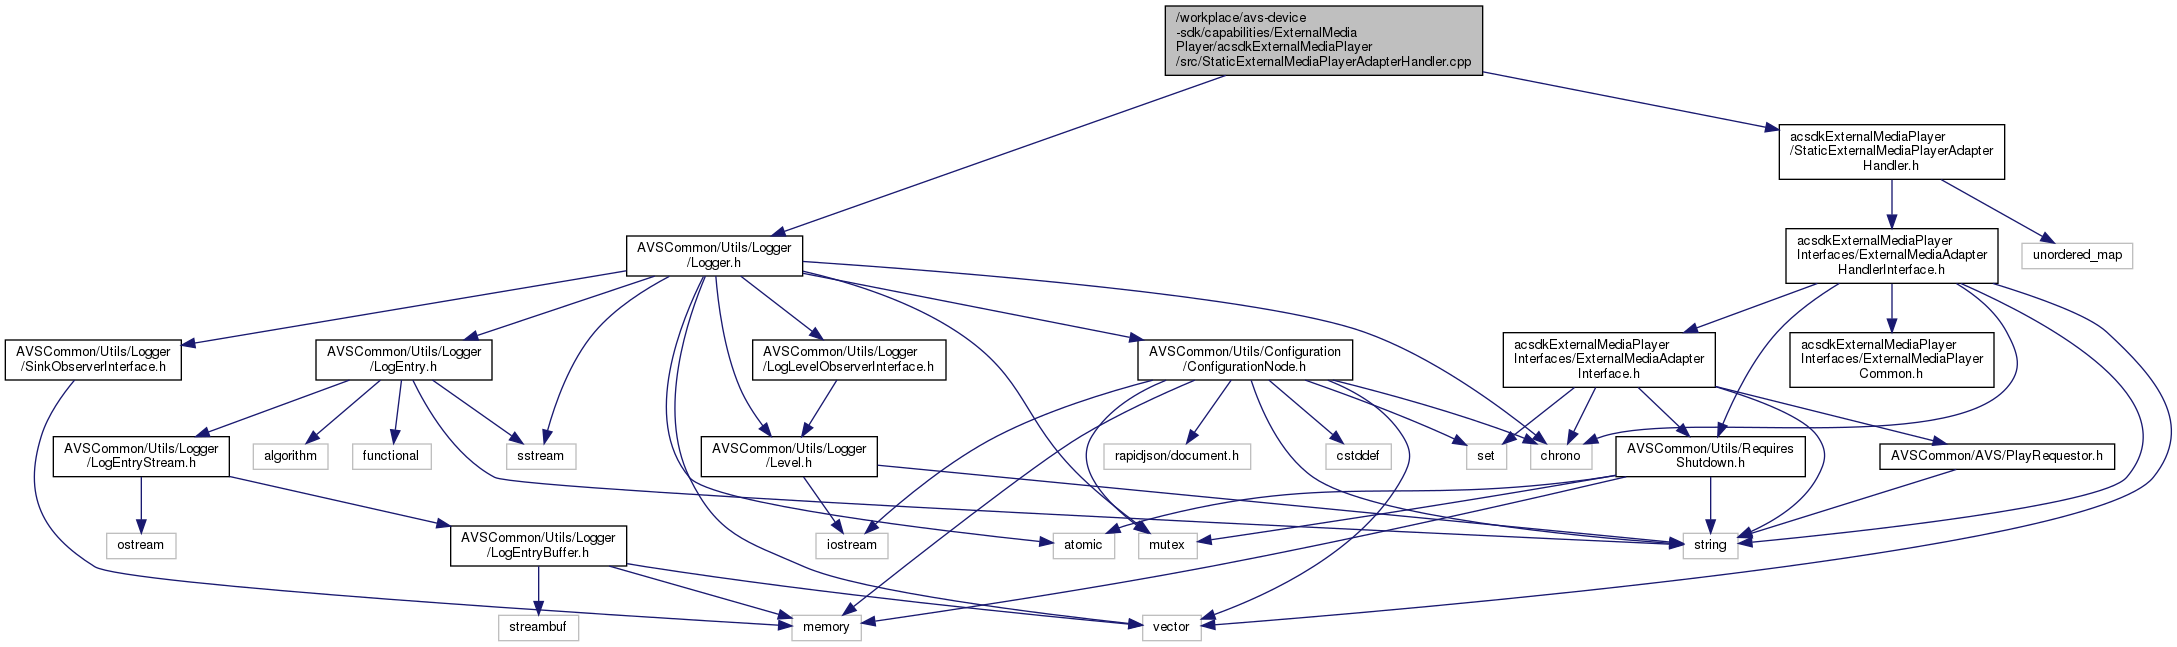 /workplace/avs-device
-sdk/capabilities/ExternalMedia
Player/acsdkExternalMediaPlayer
/src/StaticExternalMediaPlayerAdapterHandler.cpp
acsdkExternalMediaPlayer
/StaticExternalMediaPlayerAdapter
Handler.h
AVSCommon/Utils/Logger
/Logger.h
acsdkExternalMediaPlayer
Interfaces/ExternalMediaAdapter
HandlerInterface.h
unordered_map
AVSCommon/Utils/Logger
/SinkObserverInterface.h
AVSCommon/Utils/Logger
/LogEntry.h
AVSCommon/Utils/Logger
/LogLevelObserverInterface.h
AVSCommon/Utils/Configuration
/ConfigurationNode.h
acsdkExternalMediaPlayer
Interfaces/ExternalMediaAdapter
Interface.h
acsdkExternalMediaPlayer
Interfaces/ExternalMediaPlayer
Common.h
AVSCommon/Utils/Logger
/LogEntryStream.h
algorithm
functional
sstream
AVSCommon/Utils/Logger
/Level.h
rapidjson/document.h
cstddef
set
chrono
AVSCommon/Utils/Requires
Shutdown.h
AVSCommon/AVS/PlayRequestor.h
ostream
AVSCommon/Utils/Logger
/LogEntryBuffer.h
iostream
atomic
mutex
string
streambuf
memory
vector